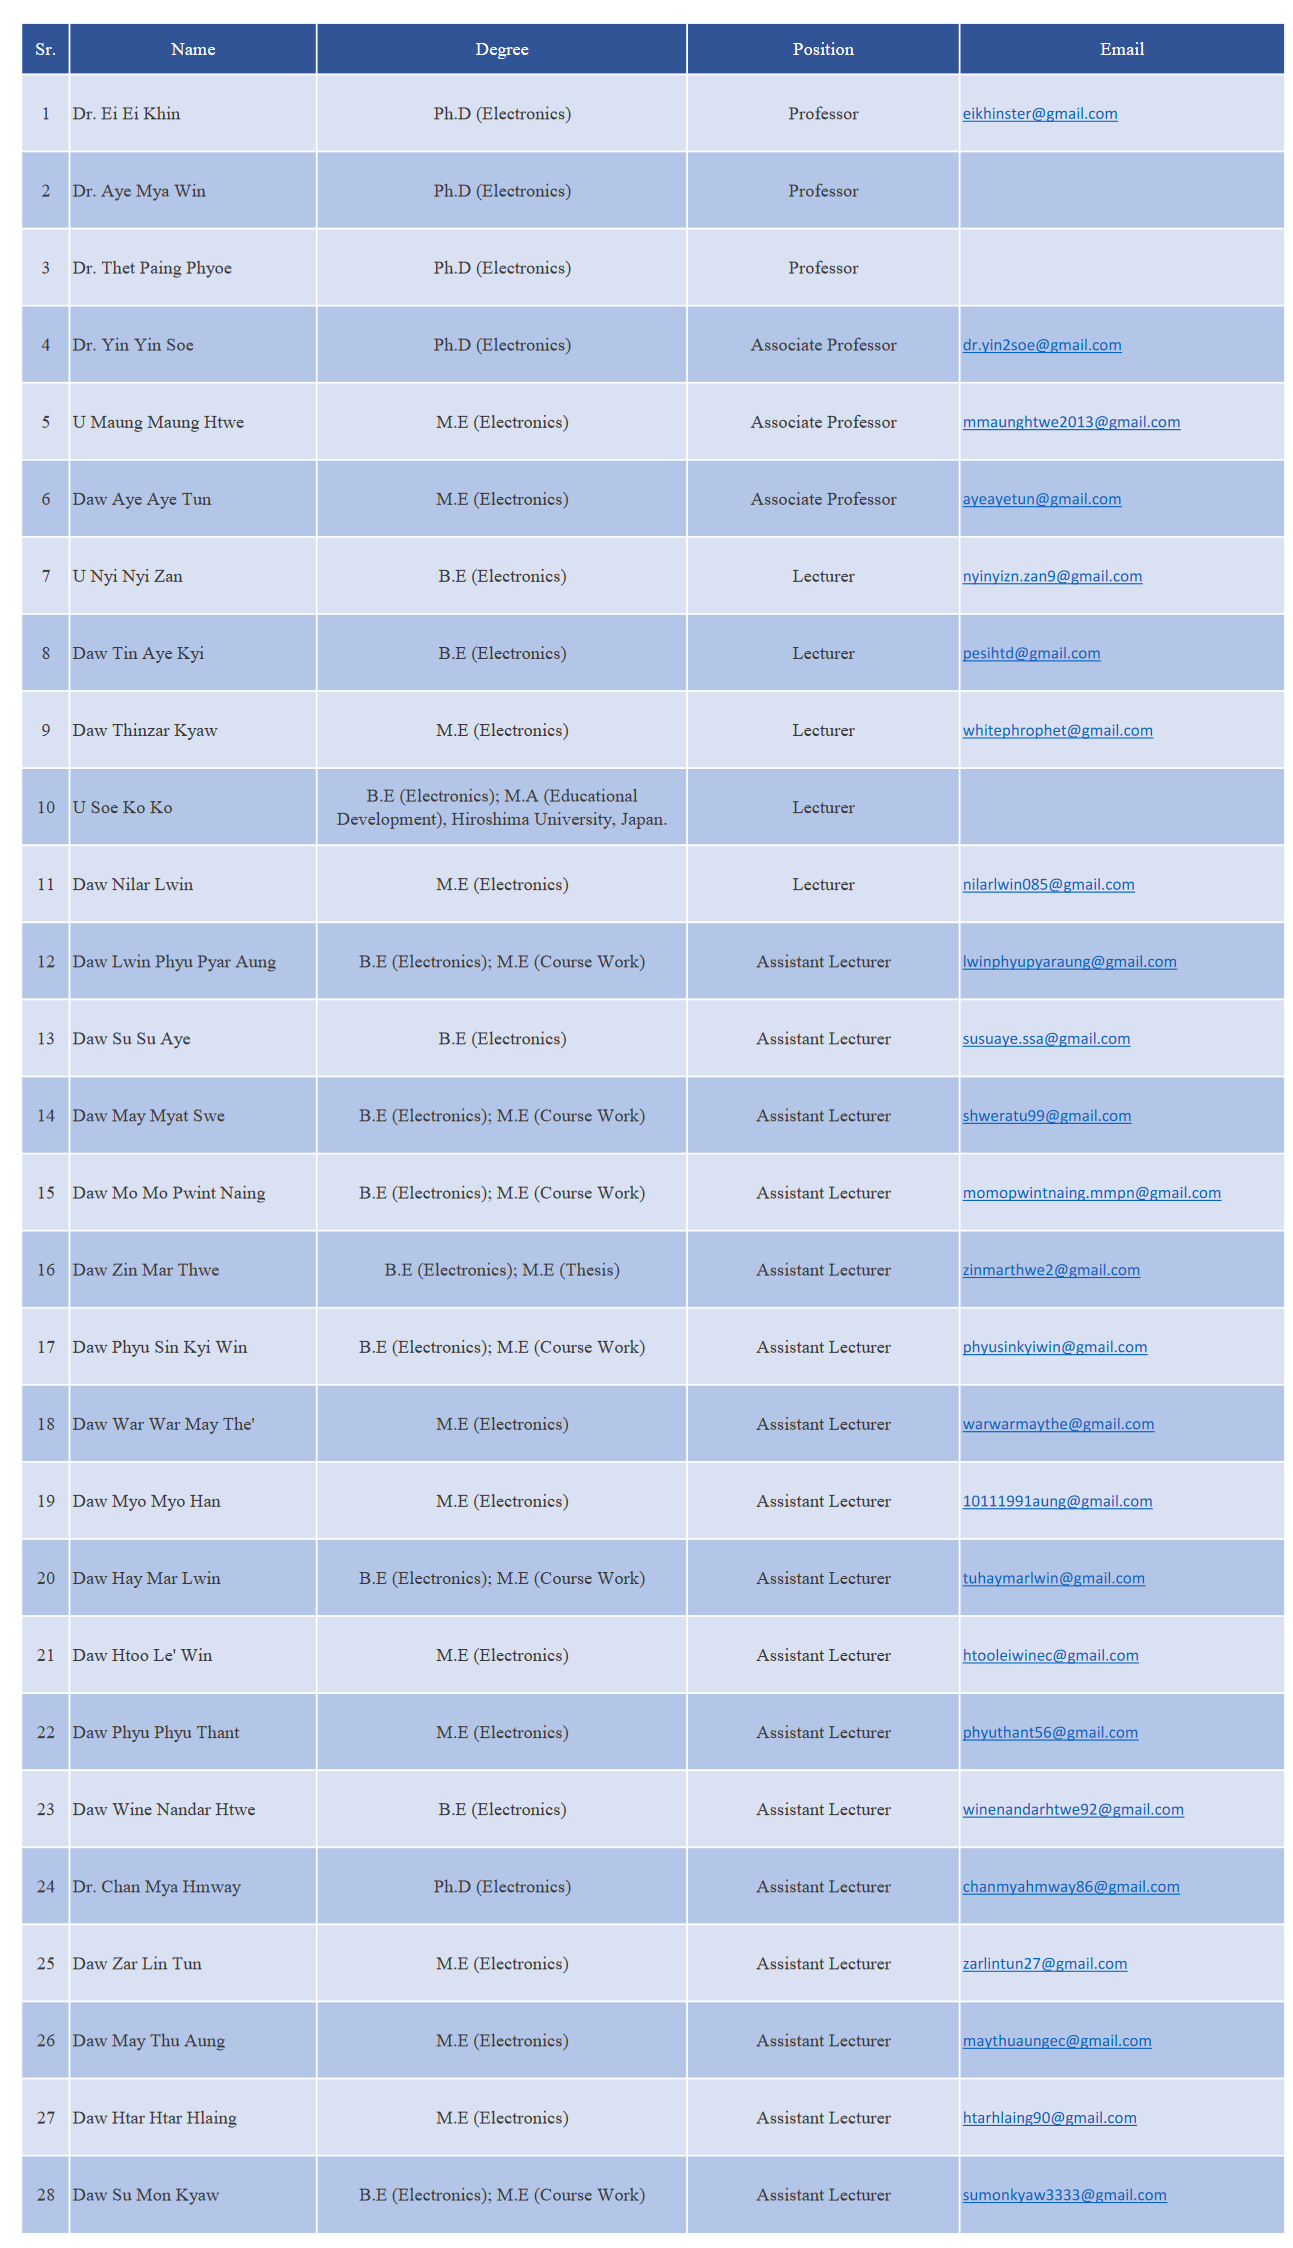 Sr. Name Degree Position Email
1 Dr. Ei Ei Khin Ph.D (Electronics) Professor eikhinster@gmail.com
2 Dr. Aye Mya Win Ph.D (Electronics) Professor
3 Dr. Thet Paing Phyoe Ph.D (Electronics) Professor
4 Dr. Yin Yin Soe Ph.D (Electronics) Associate Professor dr.yin2soe@gmail.com
5 U Maung Maung Htwe M.E (Electronics) Associate Professor mmaunghtwe2013@gmail.com
6 Daw Aye Aye Tun M.E (Electronics) Associate Professor ayeayetun@gmail.com
7 U Nyi Nyi Zan B.E (Electronics) Lecturer nyinyizn.zan9@gmail.com
8 Daw Tin Aye Kyi B.E (Electronics) Lecturer pesihtd@gmail.com
9 Daw Thinzar Kyaw M.E (Electronics) Lecturer whitephrophet@gmail.com
10 U Soe Ko Ko B.E (Electronics); M.A (Educational
Development), Hiroshima University, Japan. Lecturer
11 Daw Nilar Lwin M.E (Electronics) Lecturer nilarlwin085@gmail.com
12 Daw Lwin Phyu Pyar Aung B.E (Electronics); M.E (Course Work) Assistant Lecturer lwinphyupyaraung@gmail.com
13 Daw Su Su Aye B.E (Electronics) Assistant Lecturer susuaye.ssa@gmail.com
14 Daw May Myat Swe B.E (Electronics); M.E (Course Work) Assistant Lecturer shweratu99@gmail.com
15 Daw Mo Mo Pwint Naing B.E (Electronics); M.E (Course Work) Assistant Lecturer momopwintnaing.mmpn@gmail.com
16 Daw Zin Mar Thwe B.E (Electronics); M.E (Thesis) Assistant Lecturer zinmarthwe2@gmail.com
17 Daw Phyu Sin Kyi Win B.E (Electronics); M.E (Course Work) Assistant Lecturer phyusinkyiwin@gmail.com
18 Daw War War May The' M.E (Electronics) Assistant Lecturer warwarmaythe@gmail.com
19 Daw Myo Myo Han M.E (Electronics) Assistant Lecturer 10111991aung@gmail.com
20 Daw Hay Mar Lwin B.E (Electronics); M.E (Course Work) Assistant Lecturer tuhaymarlwin@gmail.com
21 Daw Htoo Le' Win M.E (Electronics) Assistant Lecturer htooleiwinec@gmail.com
22 Daw Phyu Phyu Thant M.E (Electronics) Assistant Lecturer phyuthant56@gmail.com
23 Daw Wine Nandar Htwe B.E (Electronics) Assistant Lecturer winenandarhtwe92@gmail.com
24 Dr. Chan Mya Hmway Ph.D (Electronics) Assistant Lecturer chanmyahmway86@gmail.com
25 Daw Zar Lin Tun M.E (Electronics) Assistant Lecturer zarlintun27@gmail.com
26 Daw May Thu Aung M.E (Electronics) Assistant Lecturer maythuaungec@gmail.com
27 Daw Htar Htar Hlaing M.E (Electronics) Assistant Lecturer htarhlaing90@gmail.com
28 Daw Su Mon Kyaw B.E (Electronics); M.E (Course Work) Assistant Lecturer sumonkyaw3333@gmail.com